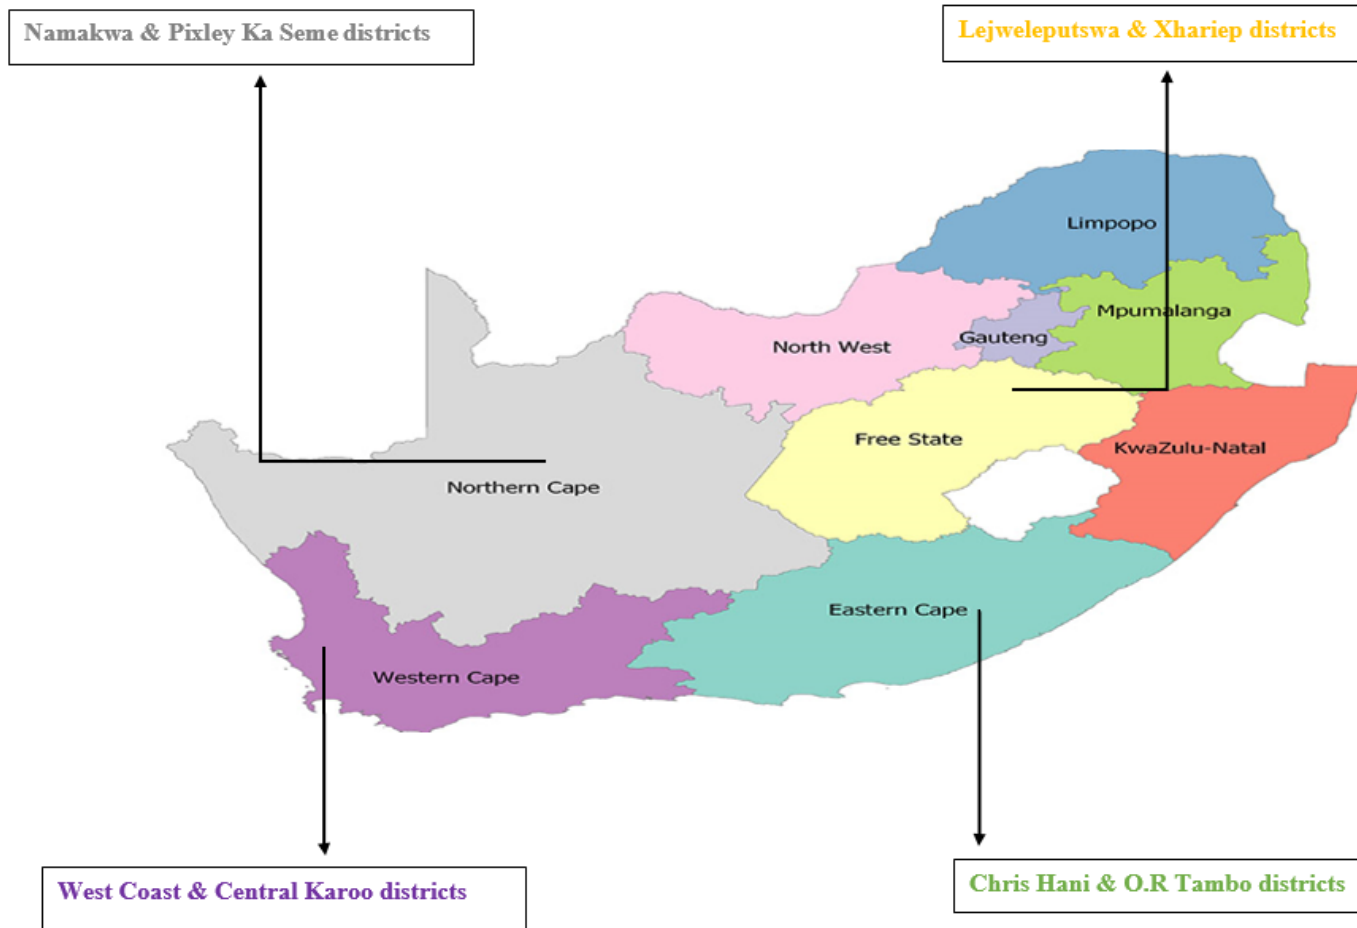 Namakwa & Pixley Ka Seme districts
Lejweleputswa & Xhariep districts
Limpopo
Mpumalanga
Gauteng
North West
Free State
KwaZulu-Natal
Northern Cape
Eastern Cape
Western Cape
West Coast & Central Karoo districts
Chris Hani & O.R Tambo districts